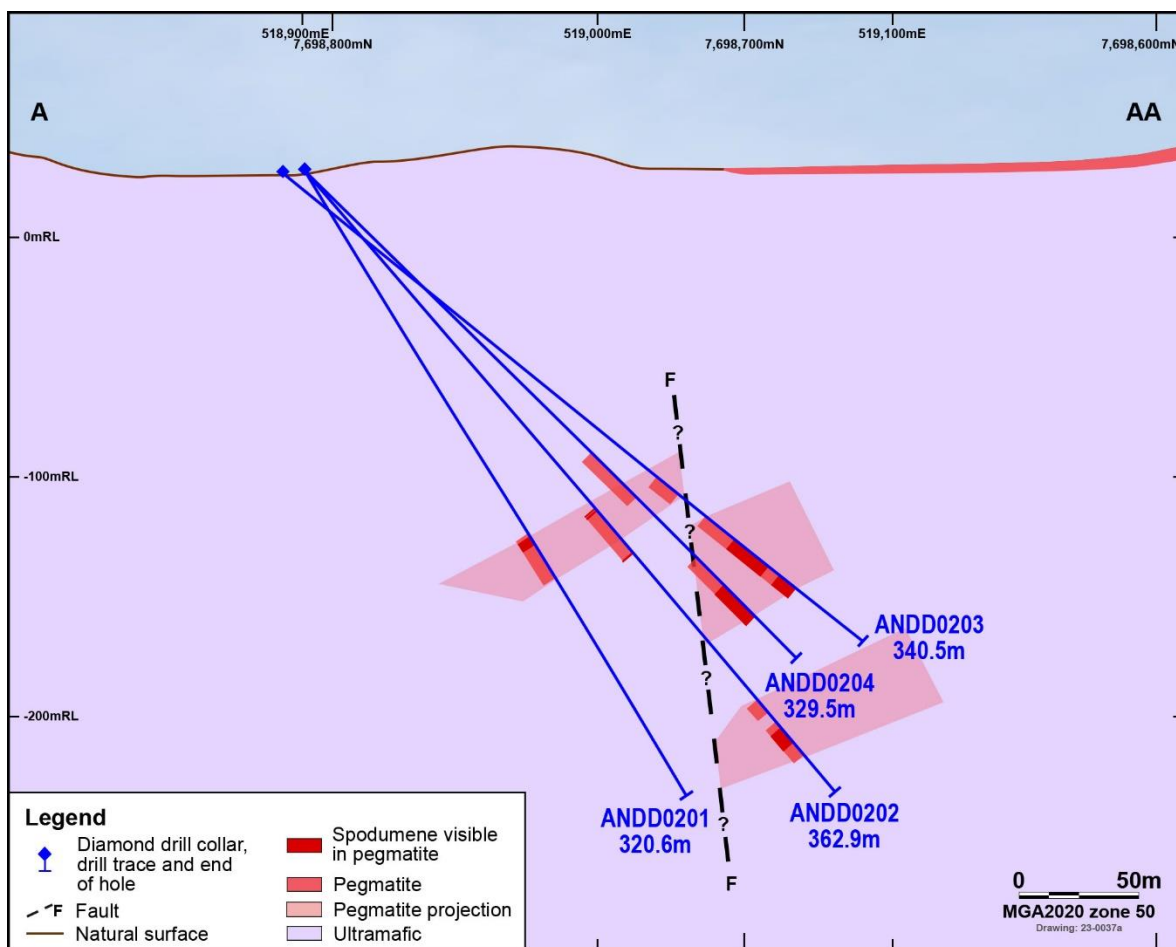 518,900mE
7,698,800mN
519,000mE
7,698,700mN
519,100mE
7,698,600mN
A
AA
0mRL
-100mRL
-200mRL
F
?
?
?
?
F
ANDD0203
340.5m
ANDD0204
329.5m
ANDD0201
320.6m
ANDD0202
362.9m
Legend
Diamond drill collar,
drill trace and end
of hole
F Fault
Natural surface
Spodumene visible
in pegmatite
Pegmatite
Pegmatite projection
Ultramafic
0 50m
MGA2020 zone 50
Drawing: 23-0037a